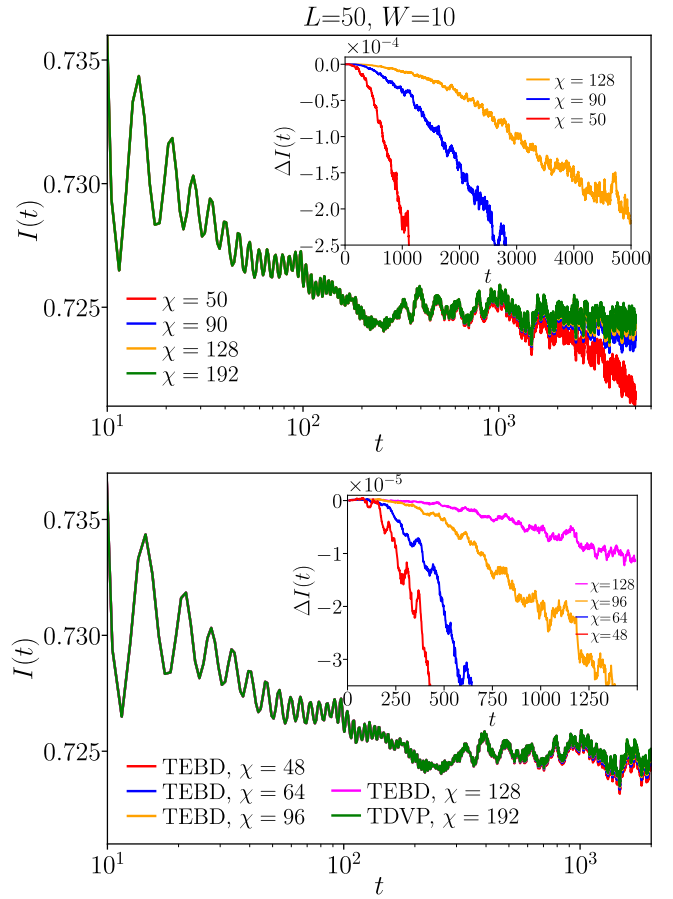 L=50, W=10
×10⁻⁴
0.735
0.730
0.725
I(t)
0.0
−0.5
−1.0
−1.5
−2.0
−2.5
ΔI(t)
χ = 128
χ = 90
χ = 50
0 1000 2000 3000 4000 5000
t
χ = 50
χ = 90
χ = 128
χ = 192
10¹ 10² 10³
t
×10⁻⁵
0.735
0.730
0.725
I(t)
0
−1
−2
−3
ΔI(t)
χ=128
χ=96
χ=64
χ=48
0 250 500 750 1000 1250
t
TEBD, χ = 48
TEBD, χ = 64
TEBD, χ = 96
TEBD, χ = 128
TDVP, χ = 192
10¹ 10² 10³
t